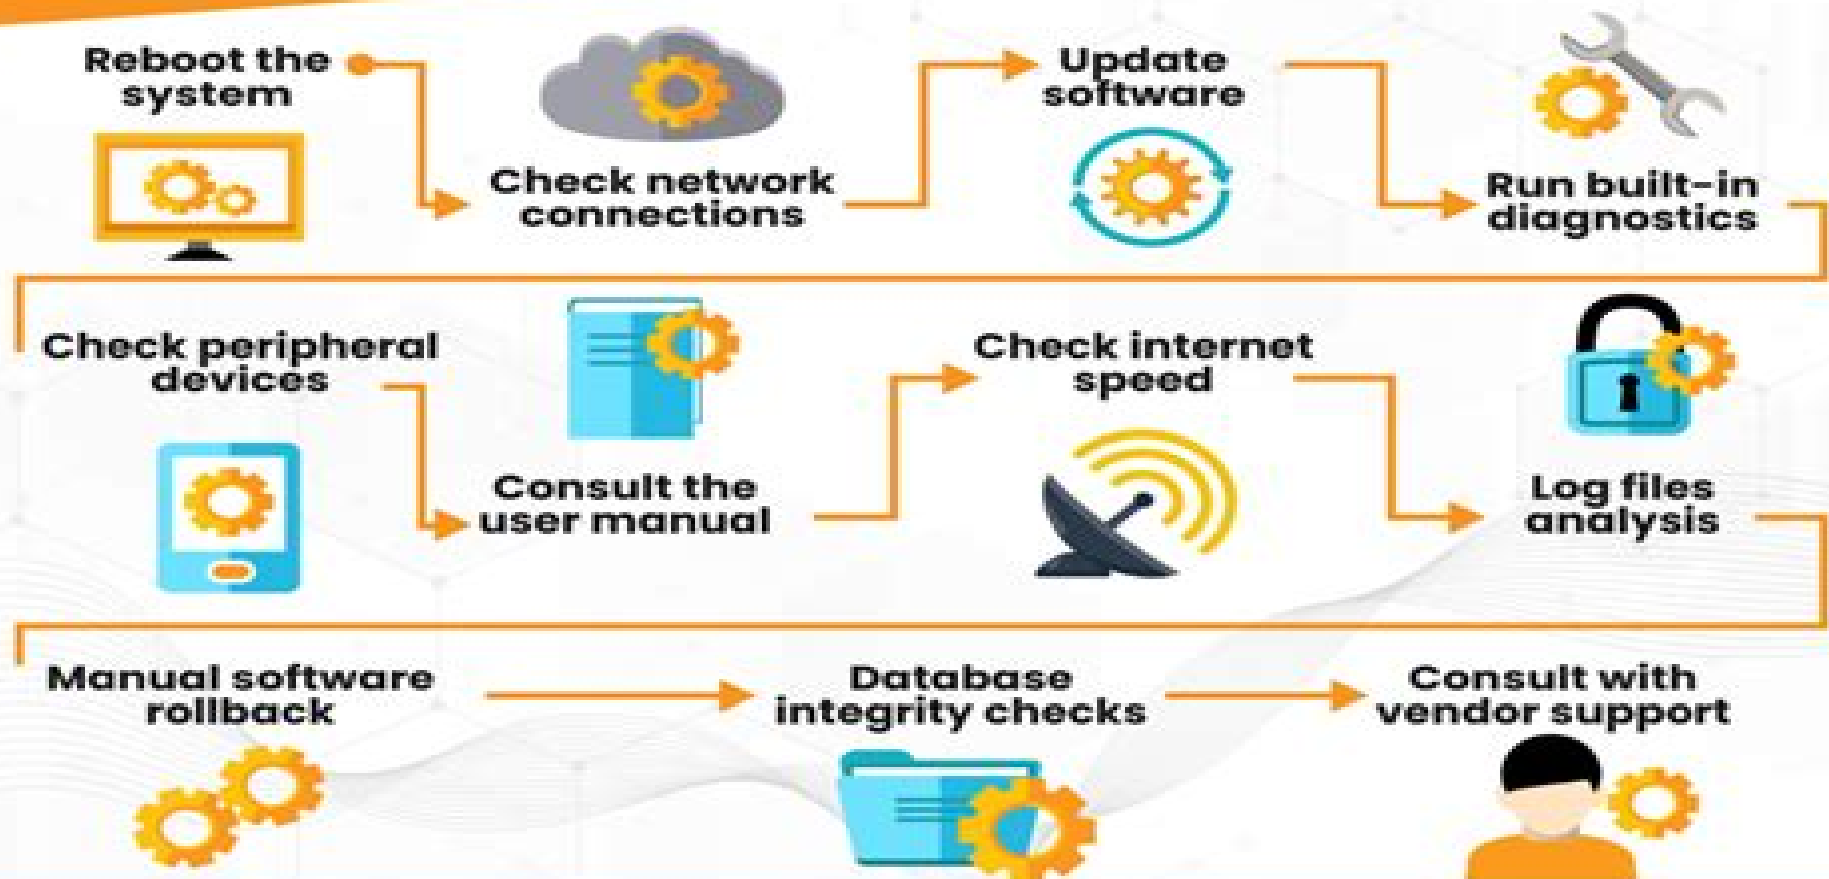 Reboot the
system
Check network
connections
Update
software
Run built-in
diagnostics
Check peripheral
devices
Consult the
user manual
Check internet
speed
Log files
analysis
Manual software
rollback
Database
integrity checks
Consult with
vendor support